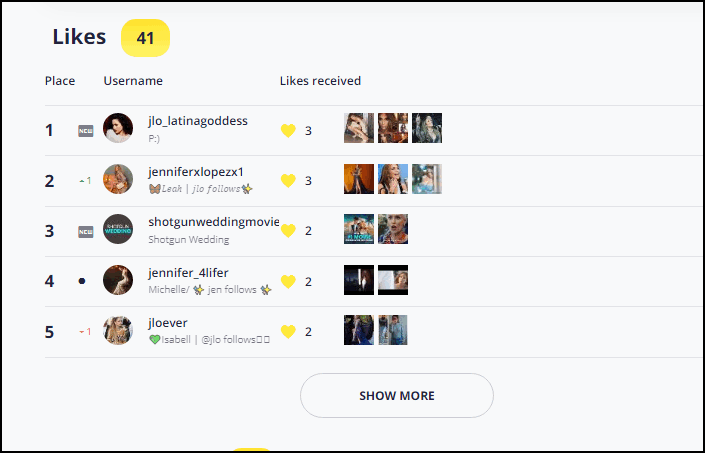 Likes 41
Place Username Likes received
1 NEW jlo_latinagoddess 3
P:)
2 1 jenniferxlopezx1 3
🦋Leah | jlo follows✨
SHOTGUN WEDDING
3 NEW shotgunweddingmovie 2
Shotgun Wedding
4 jennifer_4lifer 2
Michelle/ ✨ jen follows ✨
5 1 jloever 2
💚Isabell | @jlo follows▯▯
SHOW MORE